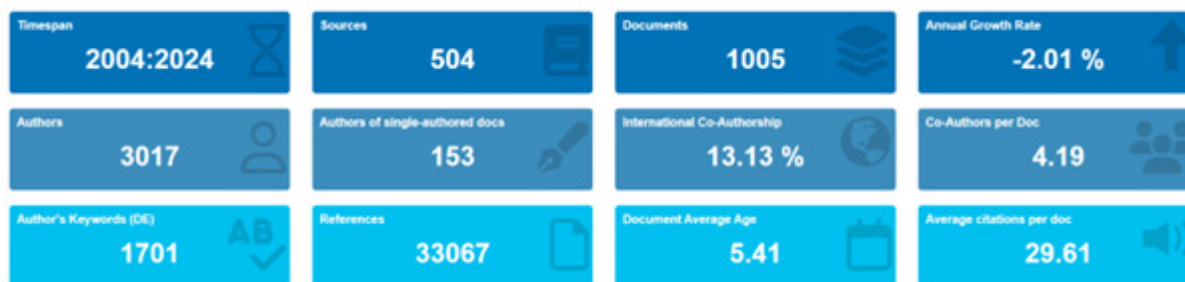 Timespan
2004:2024
Sources
504
Documents
1005
Annual Growth Rate
-2.01 %
Authors
3017
Authors of single-authored docs
153
International Co-Authorship
13.13 %
Co-Authors per Doc
4.19
Author's Keywords (DE)
1701
AB
References
33067
Document Average Age
5.41
Average citations per doc
29.61